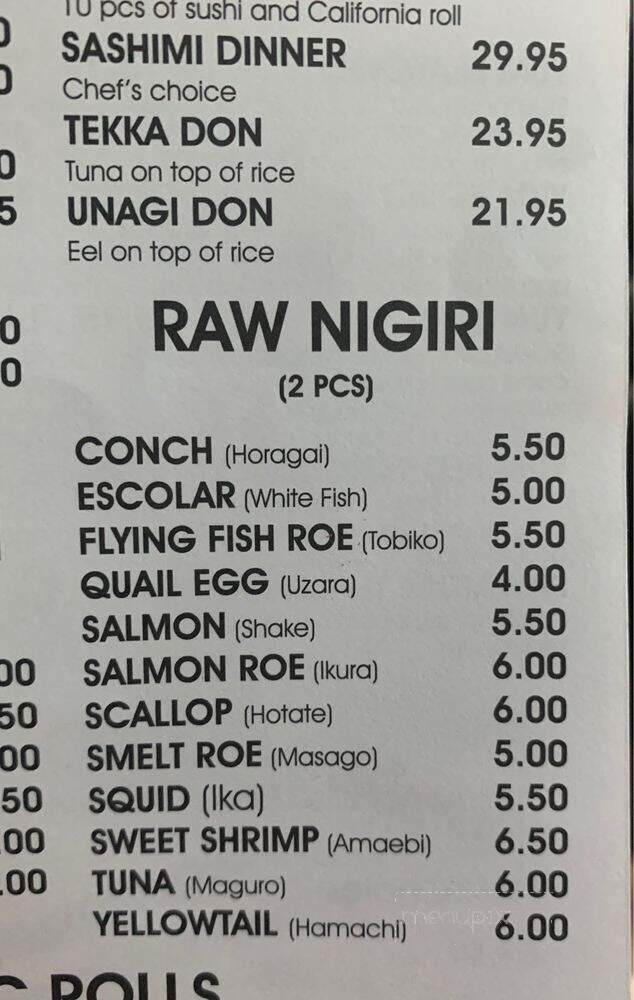 10 pcs of sushi and California roll
SASHIMI DINNER 29.95
Chef's choice
TEKKA DON 23.95
Tuna on top of rice
UNAGI DON 21.95
Eel on top of rice
RAW NIGIRI
(2 PCS)
CONCH (Horagai) 5.50
ESCOLAR (White Fish) 5.00
FLYING FISH ROE (Tobiko) 5.50
QUAIL EGG (Uzara) 4.00
SALMON (Shake) 5.50
SALMON ROE (Ikura) 6.00
SCALLOP (Hotate) 6.00
SMELT ROE (Masago) 5.00
SQUID (Ika) 5.50
SWEET SHRIMP (Amaebi) 6.50
TUNA (Maguro) 6.00
YELLOWTAIL (Hamachi) 6.00
ROLLS